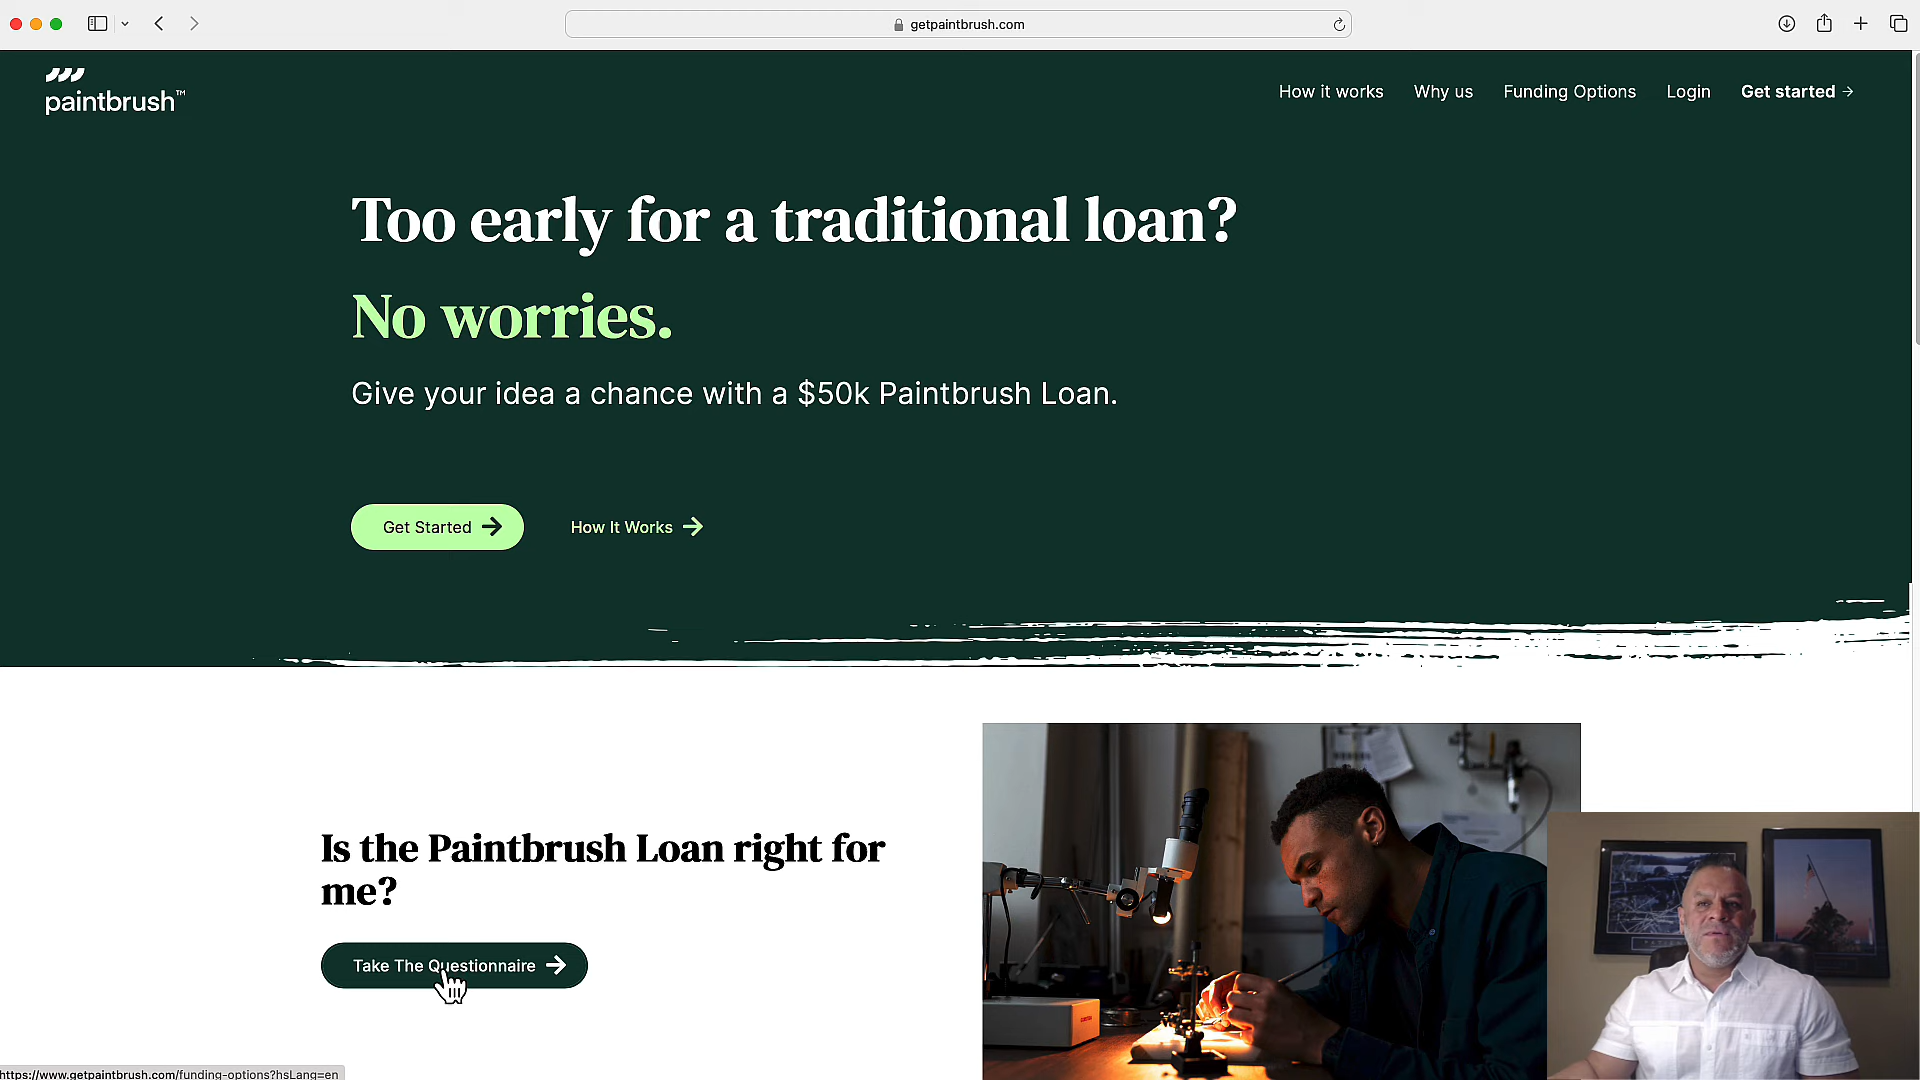 getpaintbrush.com
paintbrush™
How it works
Why us
Funding Options
Login
Get started →
Too early for a traditional loan?
No worries.
Give your idea a chance with a $50k Paintbrush Loan.
Get Started →
How It Works →
Is the Paintbrush Loan right for
me?
Take The Questionnaire →
https://www.getpaintbrush.com/funding-options?hsLang=en